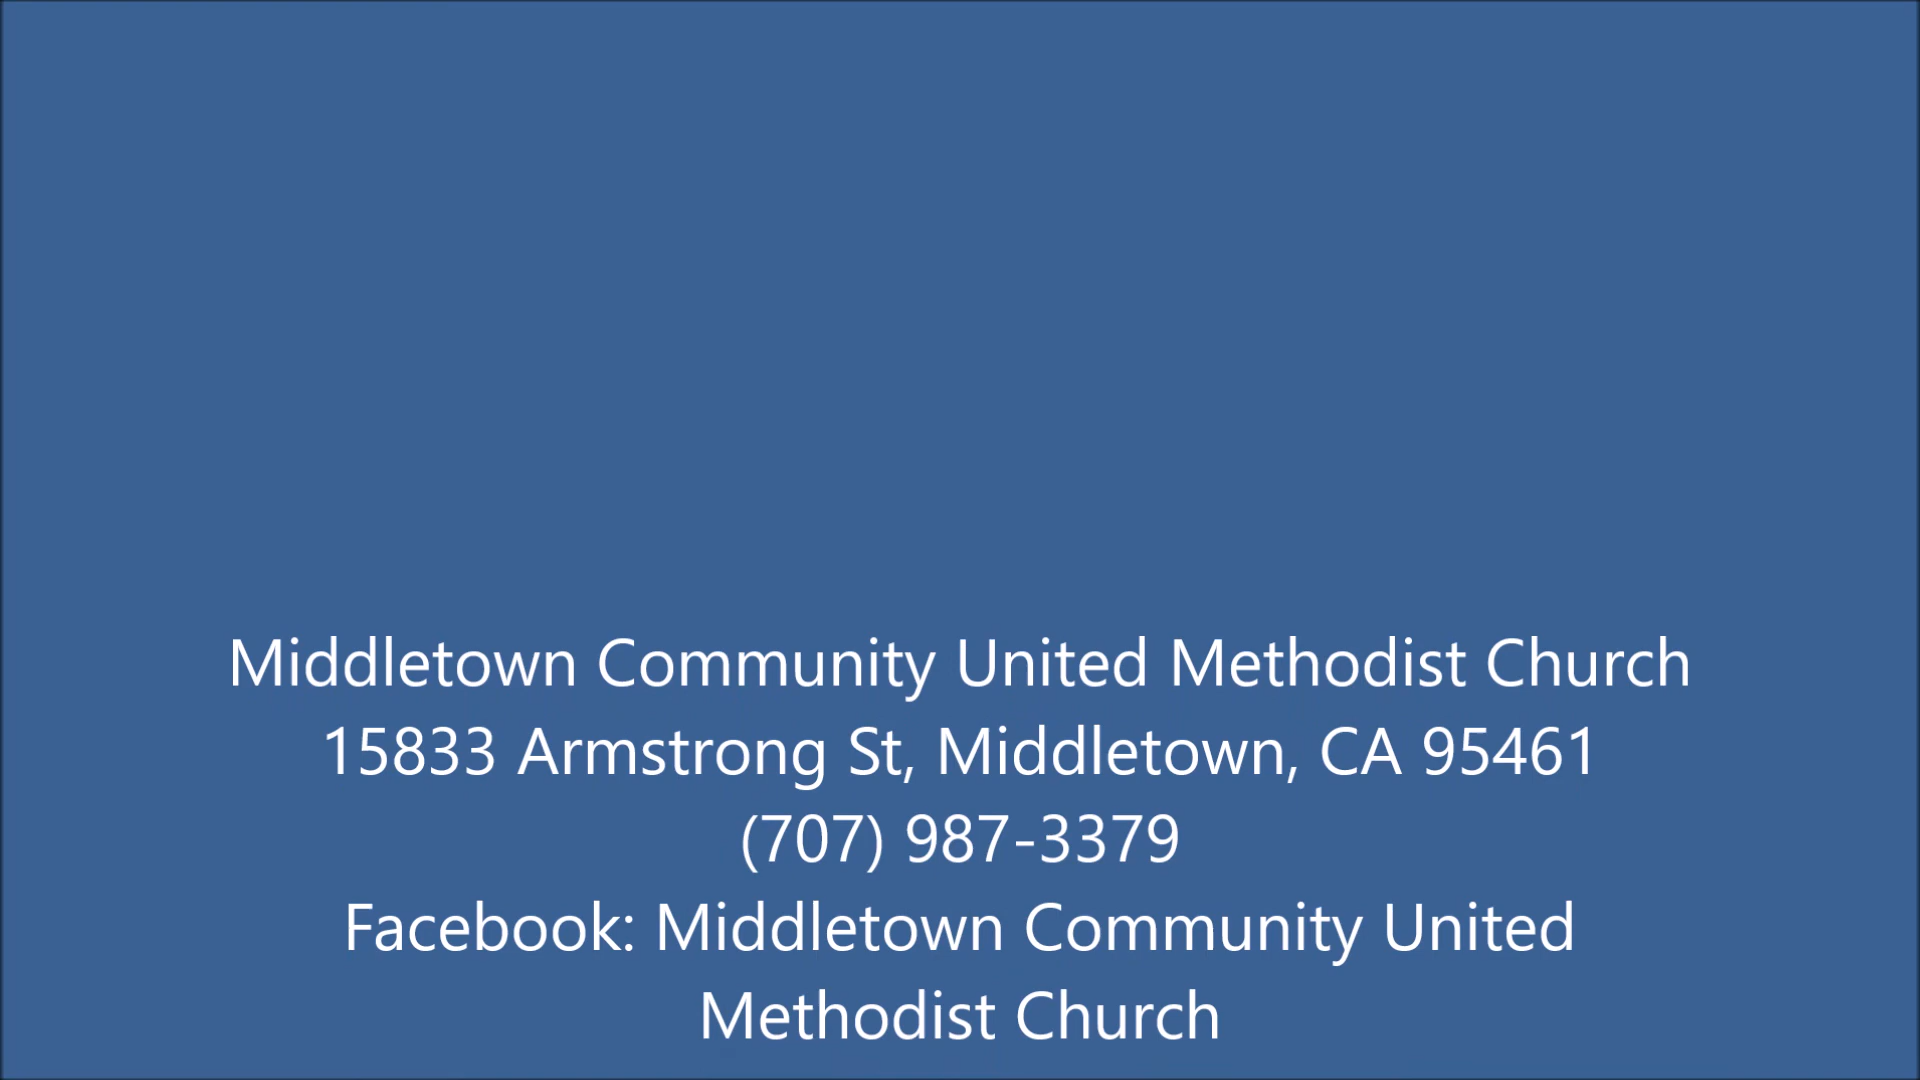 Middletown Community United Methodist Church
15833 Armstrong St, Middletown, CA 95461
(707) 987-3379
Facebook: Middletown Community United
Methodist Church